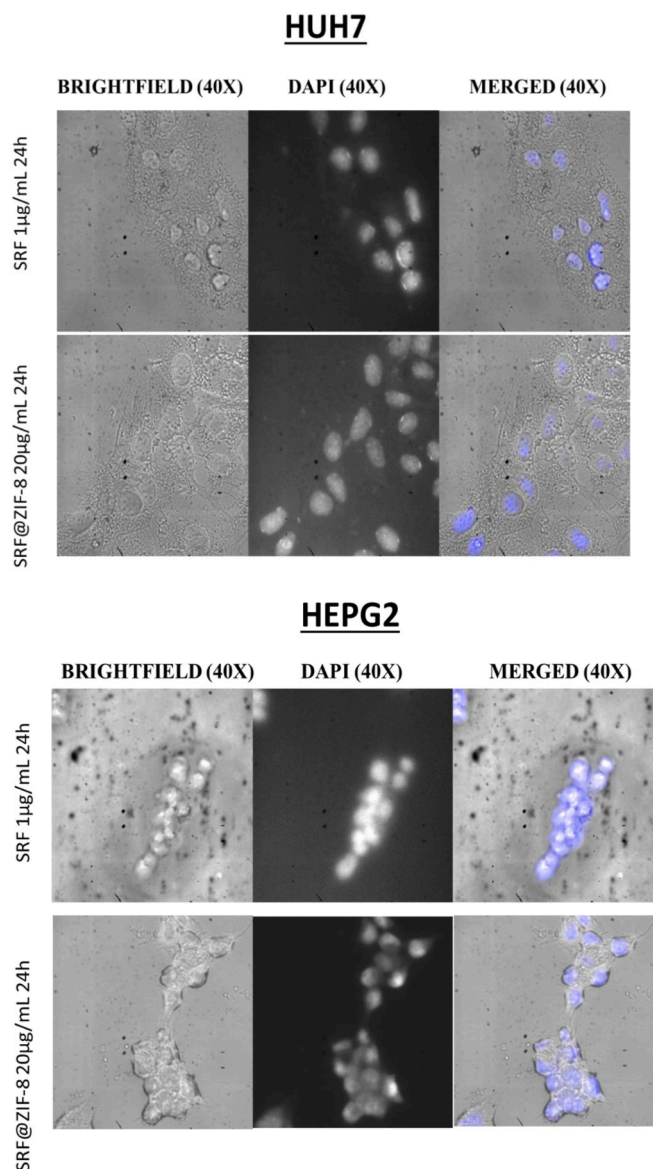 HUH7
BRIGHTFIELD (40X) DAPI (40X) MERGED (40X)
SRF 1µg/mL 24h
SRF@ZIF-8 20µg/mL 24h
HEPG2
BRIGHTFIELD (40X) DAPI (40X) MERGED (40X)
SRF 1µg/mL 24h
SRF@ZIF-8 20µg/mL 24h